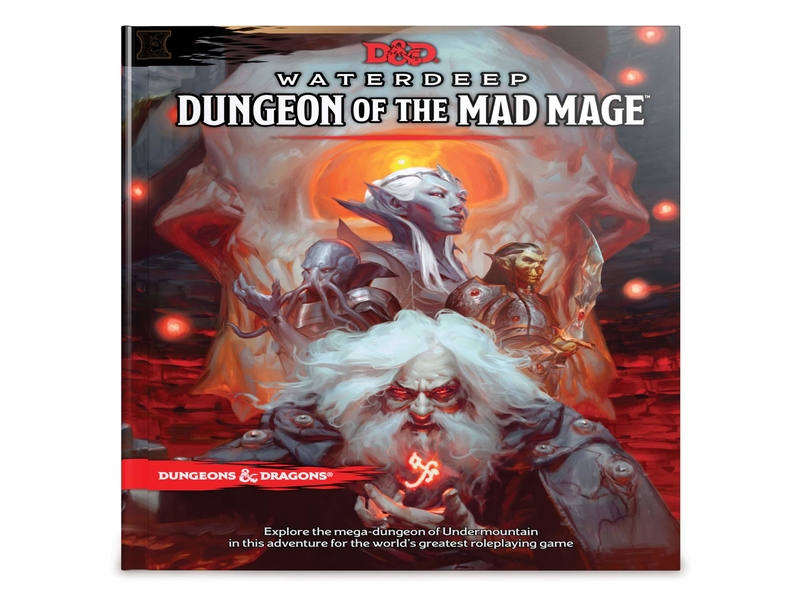 D&D®
WATERDEEP
DUNGEON OF THE MAD MAGE™
DUNGEONS & DRAGONS®
Explore the mega-dungeon of Undermountain
in this adventure for the world's greatest roleplaying game